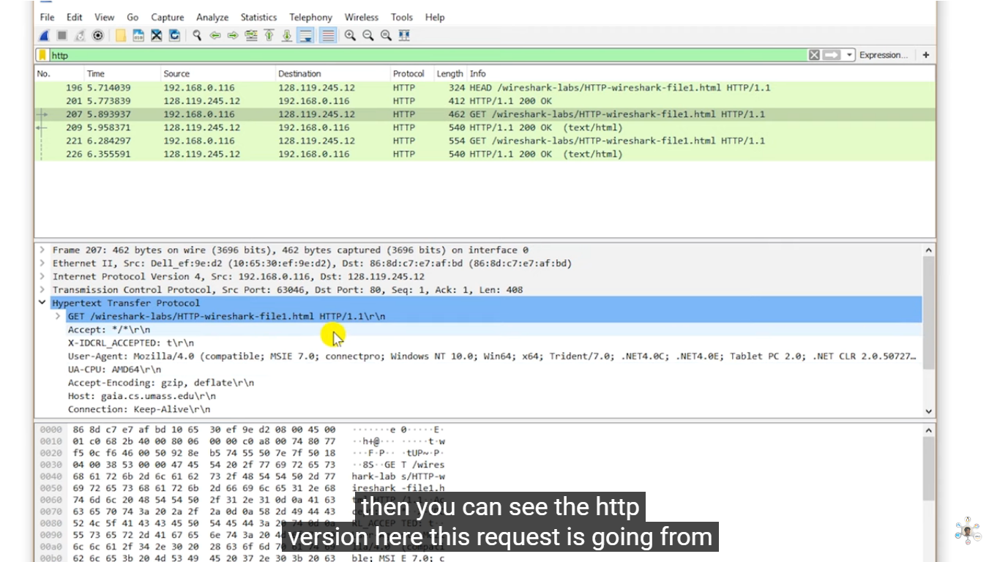 File Edit View Go Capture Analyze Statistics Telephony Wireless Tools Help
http Expression... +
No. Time Source Destination Protocol Length Info
196 5.714039 192.168.0.116 128.119.245.12 HTTP 324 HEAD /wireshark-labs/HTTP-wireshark-file1.html HTTP/1.1
201 5.773839 128.119.245.12 192.168.0.116 HTTP 412 HTTP/1.1 200 OK
207 5.893937 192.168.0.116 128.119.245.12 HTTP 462 GET /wireshark-labs/HTTP-wireshark-file1.html HTTP/1.1
209 5.958371 128.119.245.12 192.168.0.116 HTTP 540 HTTP/1.1 200 OK (text/html)
221 6.284297 192.168.0.116 128.119.245.12 HTTP 554 GET /wireshark-labs/HTTP-wireshark-file1.html HTTP/1.1
226 6.355591 128.119.245.12 192.168.0.116 HTTP 540 HTTP/1.1 200 OK (text/html)
Frame 207: 462 bytes on wire (3696 bits), 462 bytes captured (3696 bits) on interface 0
Ethernet II, Src: Dell_ef:9e:d2 (10:65:30:ef:9e:d2), Dst: 86:8d:c7:e7:af:bd (86:8d:c7:e7:af:bd)
Internet Protocol Version 4, Src: 192.168.0.116, Dst: 128.119.245.12
Transmission Control Protocol, Src Port: 63046, Dst Port: 80, Seq: 1, Ack: 1, Len: 408
Hypertext Transfer Protocol
GET /wireshark-labs/HTTP-wireshark-file1.html HTTP/1.1\r\n
Accept: */*\r\n
X-IDCRL_ACCEPTED: t\r\n
User-Agent: Mozilla/4.0 (compatible; MSIE 7.0; connectpro; Windows NT 10.0; Win64; x64; Trident/7.0; .NET4.0C; .NET4.0E; Tablet PC 2.0; .NET CLR 2.0.50727…
UA-CPU: AMD64\r\n
Accept-Encoding: gzip, deflate\r\n
Host: gaia.cs.umass.edu\r\n
Connection: Keep-Alive\r\n
0000 86 8d c7 e7 af bd 10 65 30 ef 9e d2 08 00 45 00 ·······e 0·····E·
0010 01 c0 68 2b 40 00 80 06 00 00 c0 a8 00 74 80 77 ··h+@··· ·····t·w
0020 f5 0c f6 46 00 50 92 8e b5 74 55 50 7e 7f 50 18 ···F·P·· ·tUP~·P·
0030 04 00 38 53 00 00 47 45 54 20 2f 77 69 72 65 73 ··8S··GE T /wires
0040 68 61 72 6b 2d 6c 61 62 73 2f 48 54 54 50 2d 77 hark-lab s/HTTP-w
0050 69 72 65 73 68 61 72 6b 2d 66 69 6c 65 31 2e 68 ireshark -file1.h
0060 74 6d 6c 20 48 54 54 50 2f 31 2e 31 0d 0a 41 63
0070 63 65 70 74 3a 20 2a 2f 2a 0d 0a 58 2d 49 44 43
0080 52 4c 5f 41 43 43 45 50 54 45 44 3a 20 74 0d 0a
0090 55 73 65 72 2d 41 67 65 6e 74 3a 20
00a0 6c 6c 61 2f 34 2e 30 20 28 63 6f 6d
00b0 62 6c 65 3b 20 4d 53 49 45 20 37 2e 30 3b 20 63 ble; MSI E 7.0; c
then you can see the http
version here this request is going from